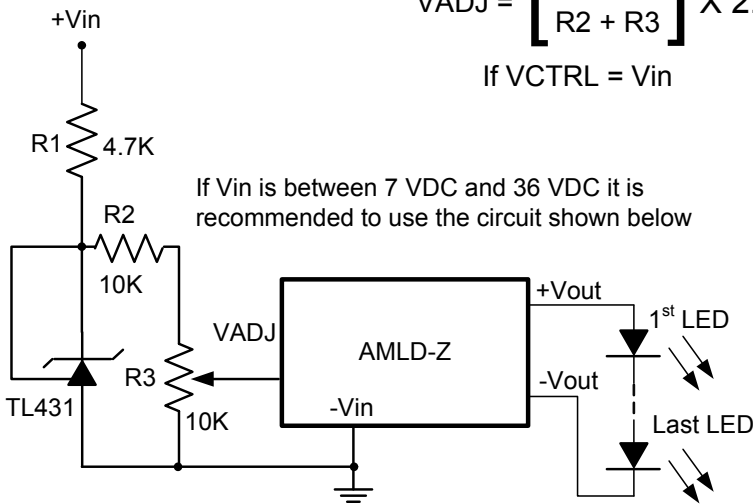 +Vin
R2 + R3
If VCTRL = Vin
R1
4.7K
If Vin is between 7 VDC and 36 VDC it is
recommended to use the circuit shown below
R2
10K
+Vout
1st LED
VADJ
AMLD-Z
R3
-Vout
TL431
10K
-Vin
Last LED